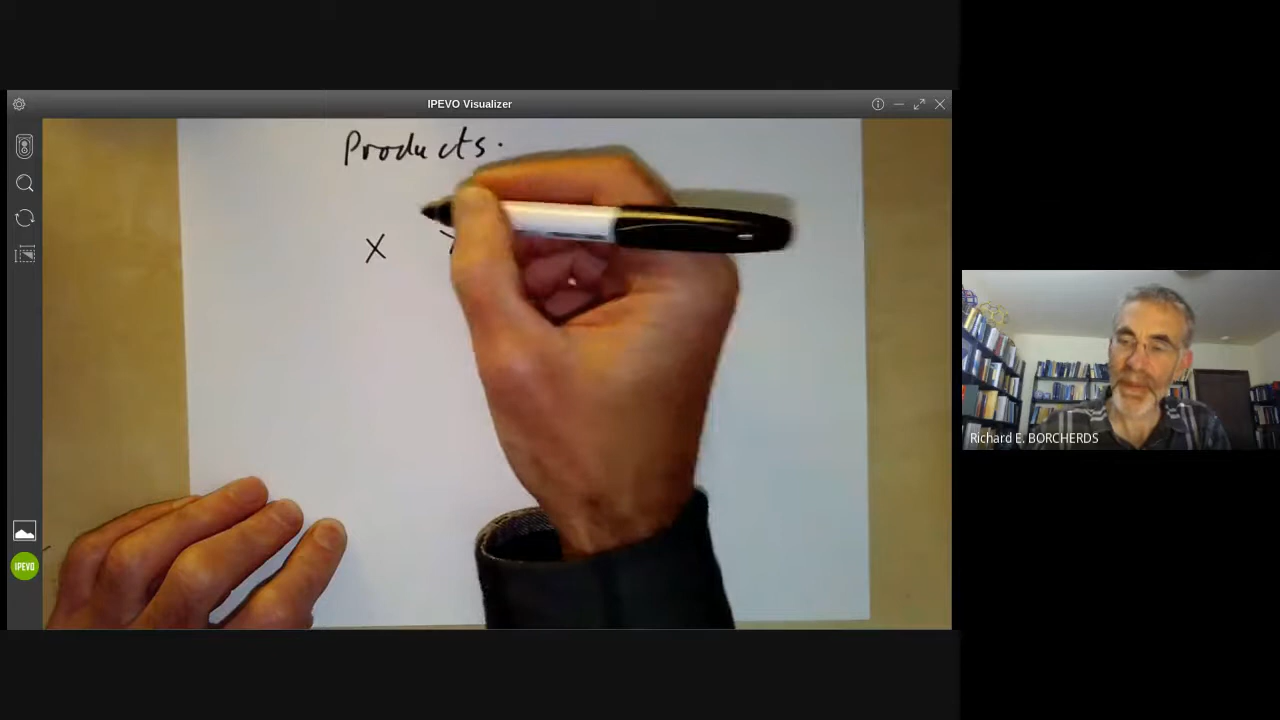 IPEVO Visualizer
Products.
X
Richard E. BORCHERDS
IPEVO